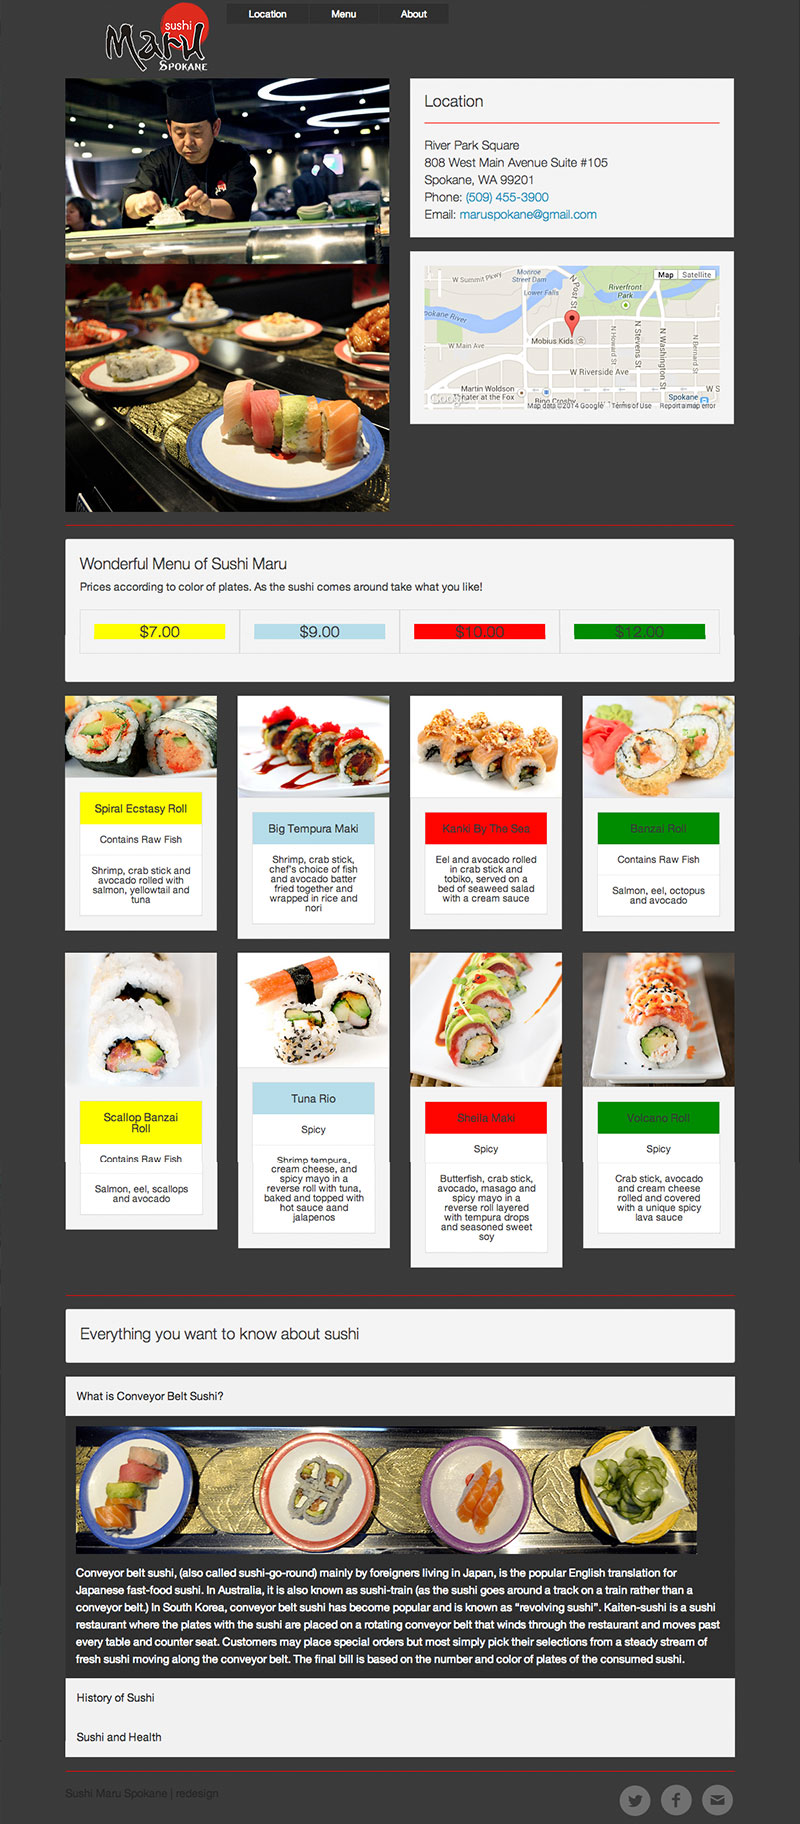 sushi
Maru
SPOKANE
Location Menu About
Location
River Park Square
808 West Main Avenue Suite #105
Spokane, WA 99201
Phone: (509) 455-3900
Email: maruspokane@gmail.com
Map Satellite
W Summit Pkwy
Monroe
Street Dam
Lower Falls
N Post St
Riverfront
Park
Spokane River
W Main Ave
Mobius Kids
N Howard St
N Stevens St
N Washington St
N Bernard St
W Riverside Ave
Martin Woldson
Theater at the Fox
Bing Crosby
Spokane
W S
Google
Map data ©2014 Google Terms of Use Report a map error
Wonderful Menu of Sushi Maru
Prices according to color of plates. As the sushi comes around take what you like!
$7.00 $9.00 $10.00 $12.00
Spiral Ecstasy Roll
Contains Raw Fish
Shrimp, crab stick and
avocado rolled with
salmon, yellowtail and
tuna
Big Tempura Maki
Shrimp, crab stick,
chef's choice of fish
and avocado batter
fried together and
wrapped in rice and
nori
Kanki By The Sea
Eel and avocado rolled
in crab stick and
tobiko, served on a
bed of seaweed salad
with a cream sauce
Banzai Roll
Contains Raw Fish
Salmon, eel, octopus
and avocado
Scallop Banzai
Roll
Contains Raw Fish
Salmon, eel, scallops
and avocado
Tuna Rio
Spicy
Shrimp tempura,
cream cheese, and
spicy mayo in a
reverse roll with tuna,
baked and topped with
hot sauce aand
jalapenos
Sheila Maki
Spicy
Butterfish, crab stick,
avocado, masago and
spicy mayo in a
reverse roll layered
with tempura drops
and seasoned sweet
soy
Volcano Roll
Spicy
Crab stick, avocado
and cream cheese
rolled and covered
with a unique spicy
lava sauce
Everything you want to know about sushi
What is Conveyor Belt Sushi?
Conveyor belt sushi, (also called sushi-go-round) mainly by foreigners living in Japan, is the popular English translation for
Japanese fast-food sushi. In Australia, it is also known as sushi-train (as the sushi goes around a track on a train rather than a
conveyor belt.) In South Korea, conveyor belt sushi has become popular and is known as “revolving sushi”. Kaiten-sushi is a sushi
restaurant where the plates with the sushi are placed on a rotating conveyor belt that winds through the restaurant and moves past
every table and counter seat. Customers may place special orders but most simply pick their selections from a steady stream of
fresh sushi moving along the conveyor belt. The final bill is based on the number and color of plates of the consumed sushi.
History of Sushi
Sushi and Health
Sushi Maru Spokane | redesign